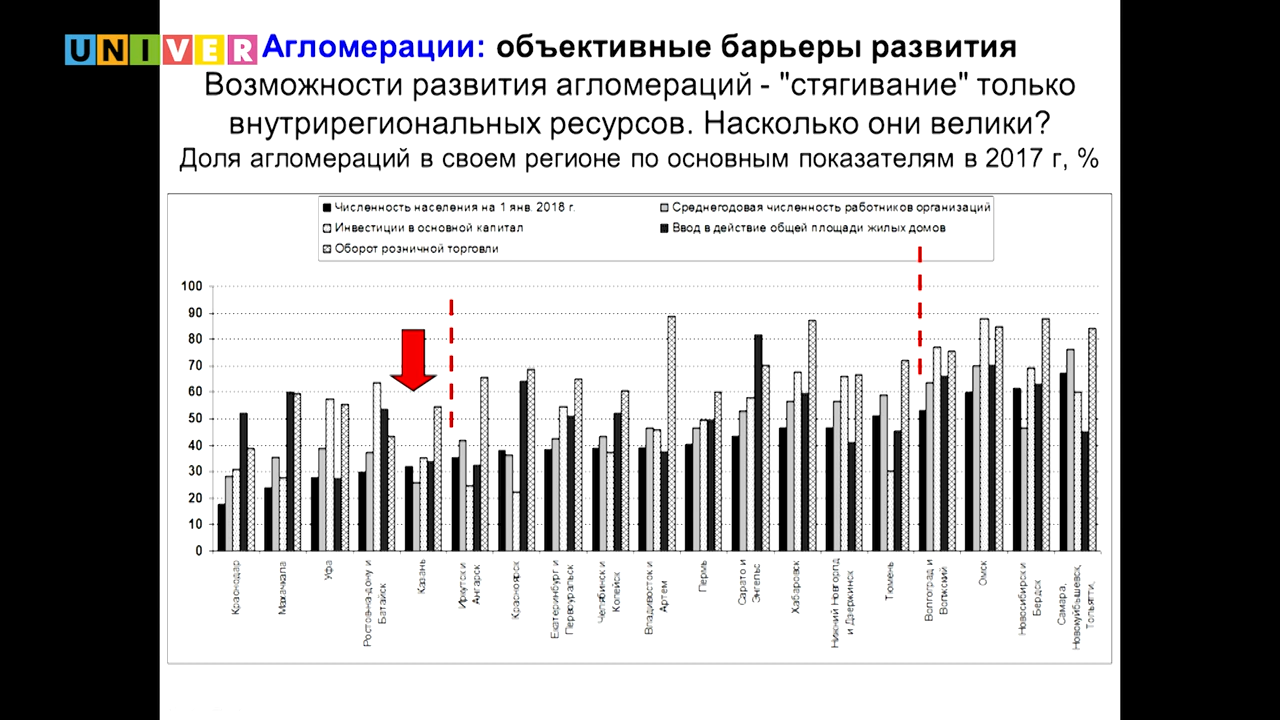 UNIVER
Агломерации: объективные барьеры развития
Возможности развития агломераций - "стягивание" только
внутрирегиональных ресурсов. Насколько они велики?
Доля агломераций в своем регионе по основным показателям в 2017 г, %
Численность населения на 1 янв. 2018 г.
Среднегодовая численность работников организаций
Инвестиции в основной капитал
Ввод в действие общей площади жилых домов
Оборот розничной торговли
100
90
80
70
60
50
40
30
20
10
0
Краснодар
Махачкала
Уфа
Ростов-на-дону и
Батайск
Казань
Иркутск и
Ангарск
Красноярск
Екатеринбург и
Первоуральск
Челябинск и
Копейск
Владивосток и
Артем
Пермь
Сарато и
Энгельс
Хабаровск
Нижний Новгорлд
и Дзержинск
Тюмень
Волгоград и
Волжский
Омск
Новосибирск и
Бердск
Самара,
Новокуйбышевск,
Тольятти,